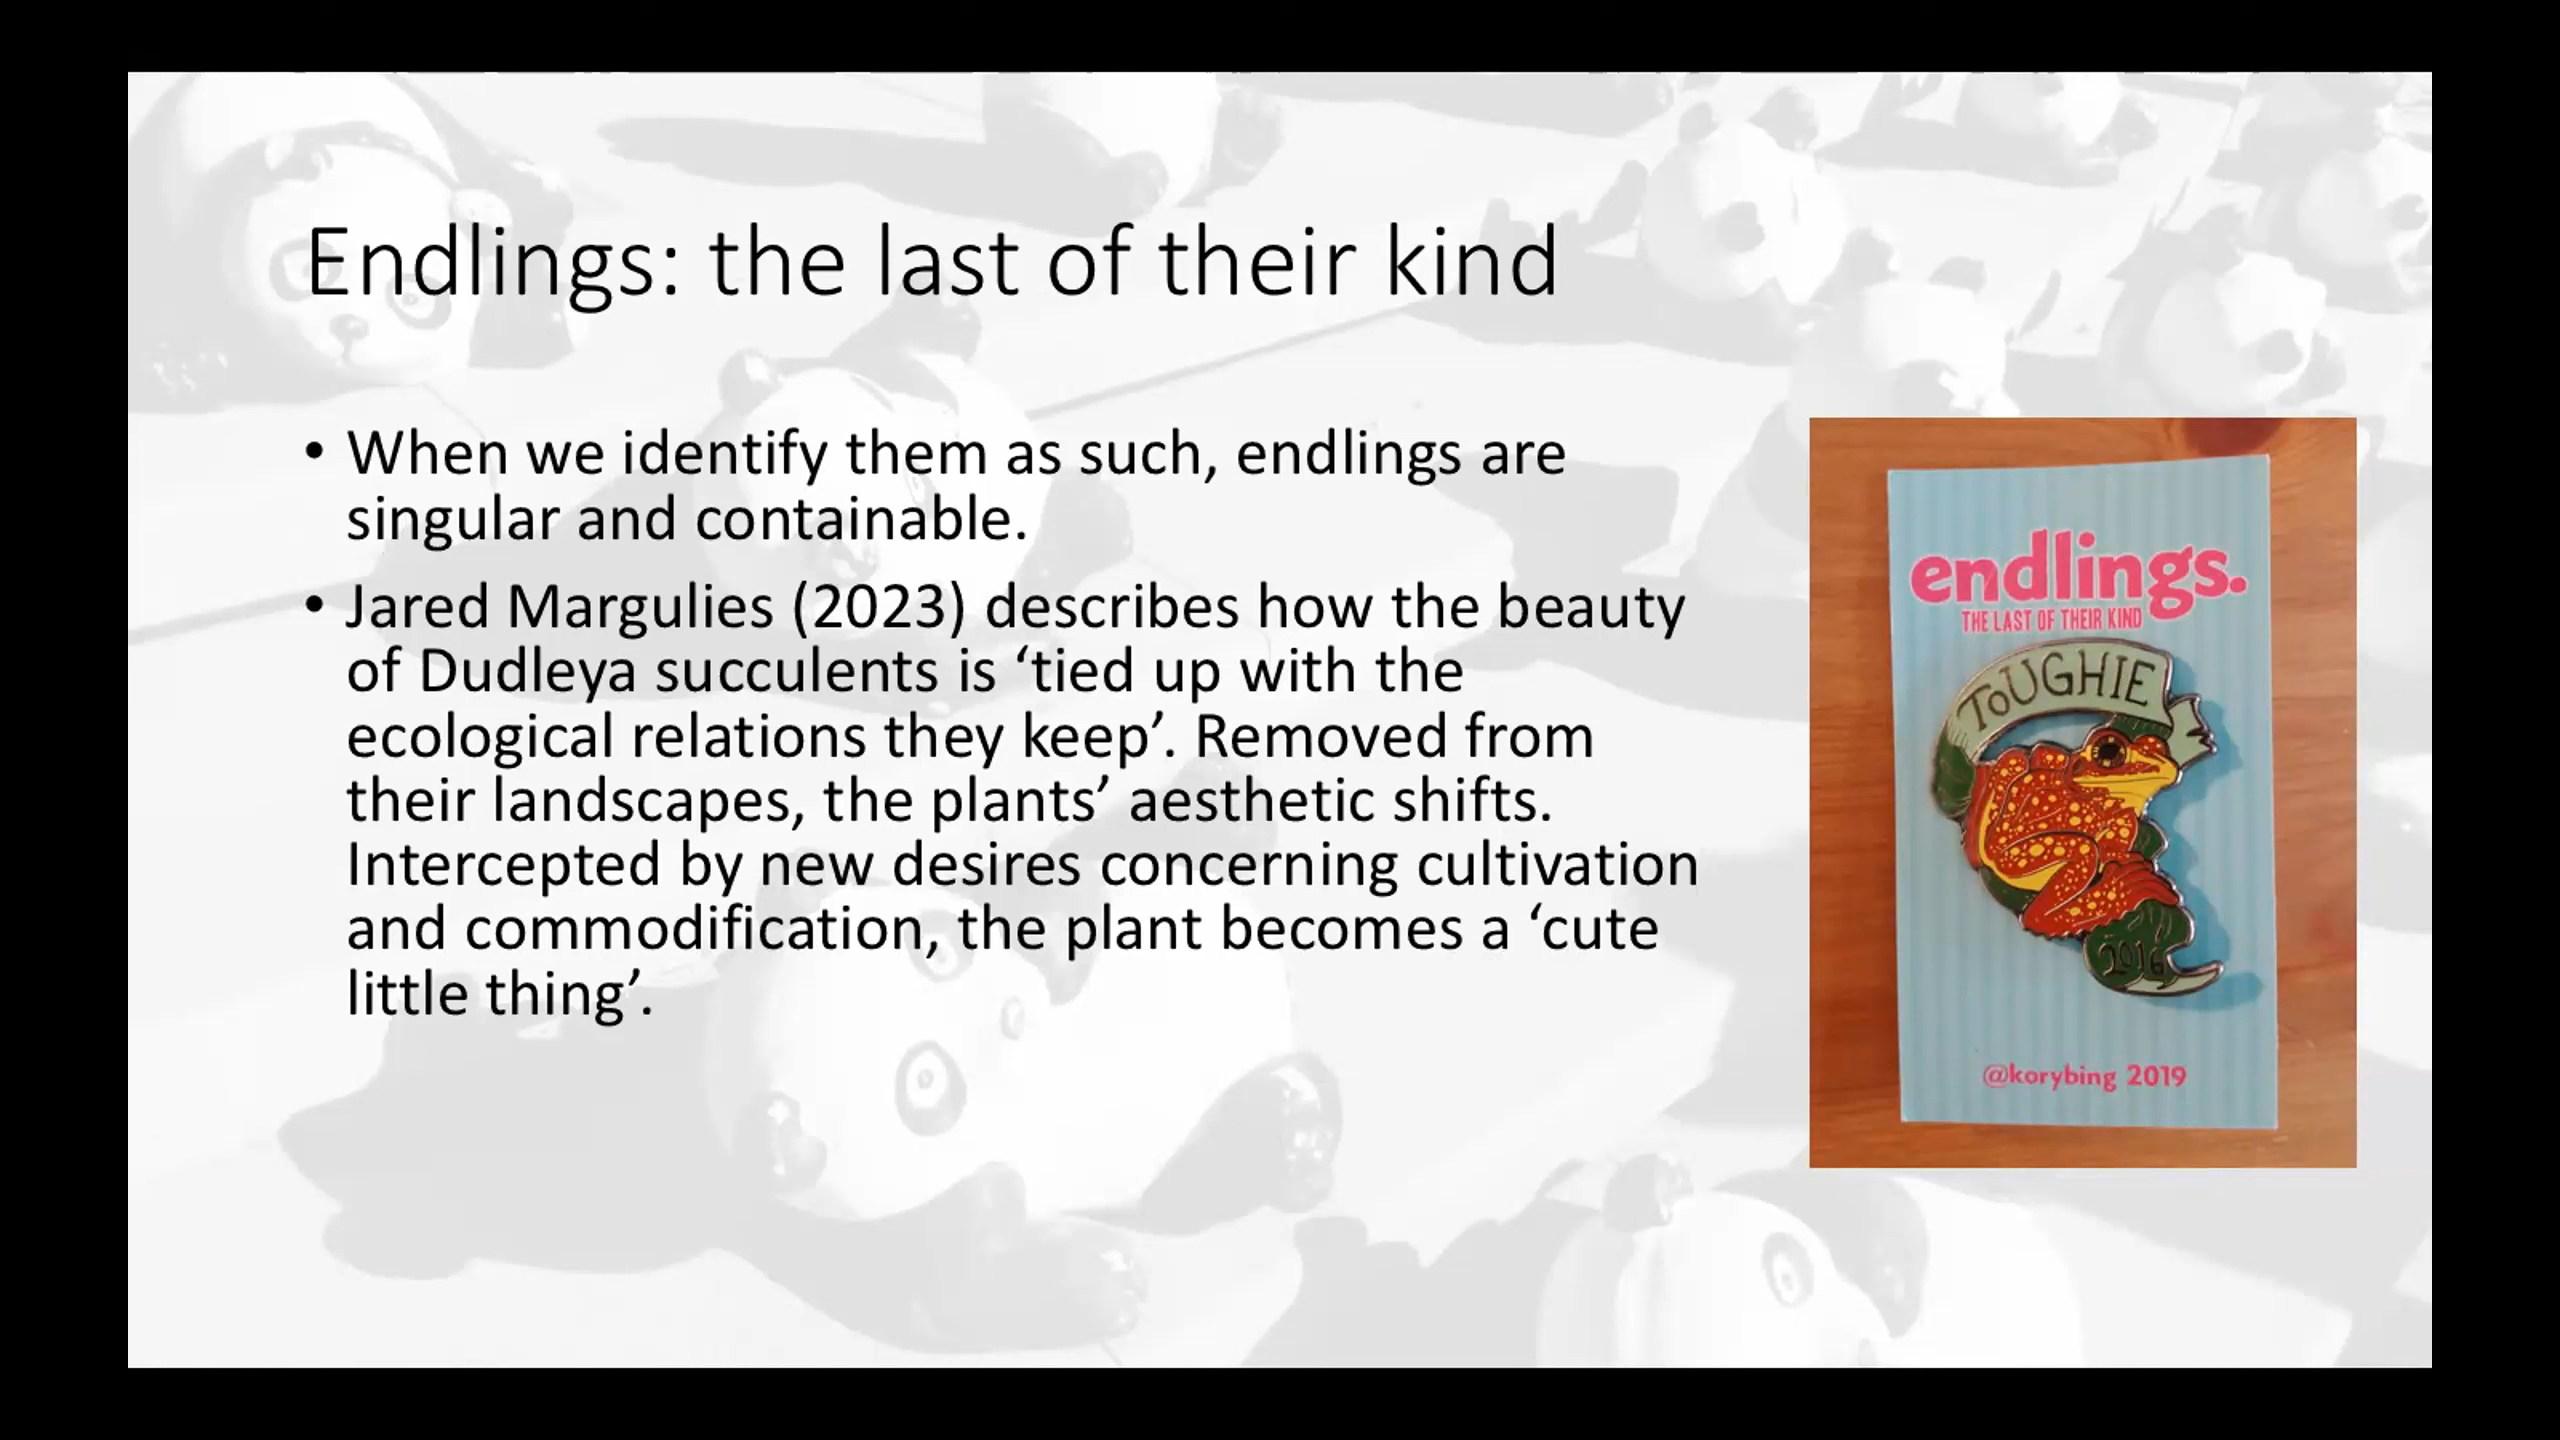 Endlings: the last of their kind
• When we identify them as such, endlings are
singular and containable.
• Jared Margulies (2023) describes how the beauty
of Dudleya succulents is ‘tied up with the
ecological relations they keep’. Removed from
their landscapes, the plants’ aesthetic shifts.
Intercepted by new desires concerning cultivation
and commodification, the plant becomes a ‘cute
little thing’.
endlings.
THE LAST OF THEIR KIND
ToUGHIE
2016
@korybing 2019